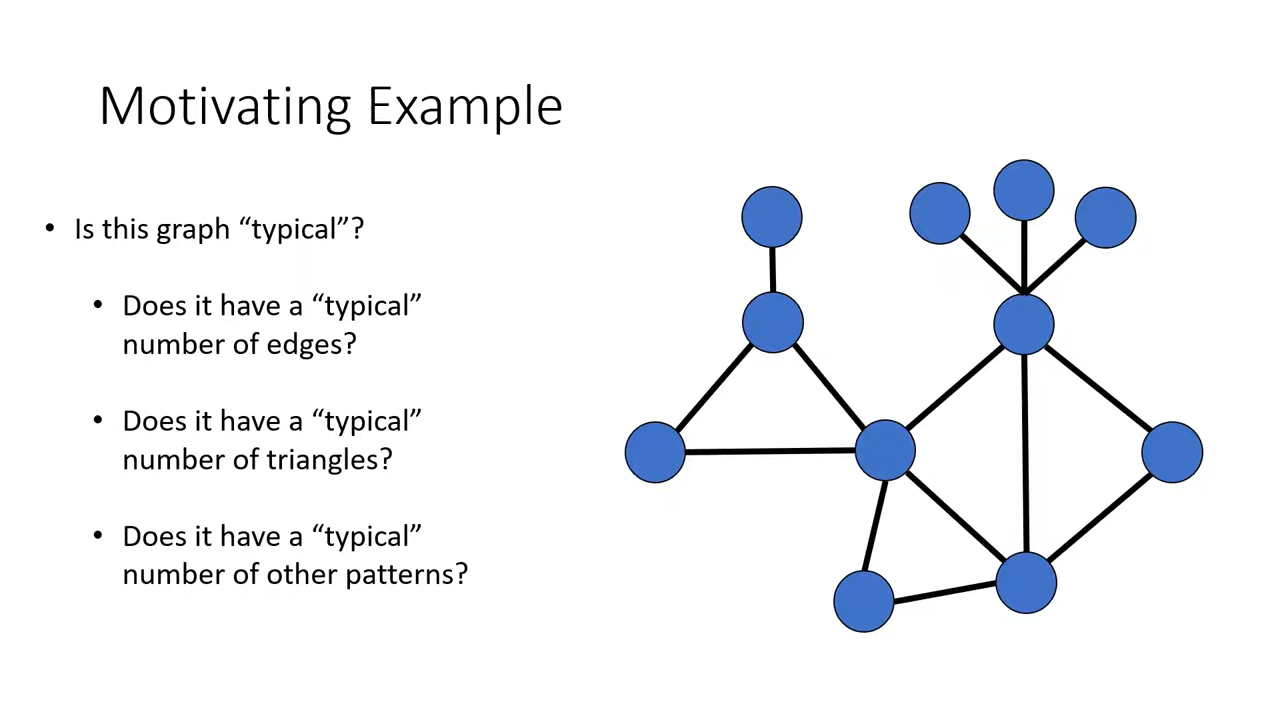 Motivating Example
• Is this graph “typical”?
• Does it have a “typical”
number of edges?
• Does it have a “typical”
number of triangles?
• Does it have a “typical”
number of other patterns?